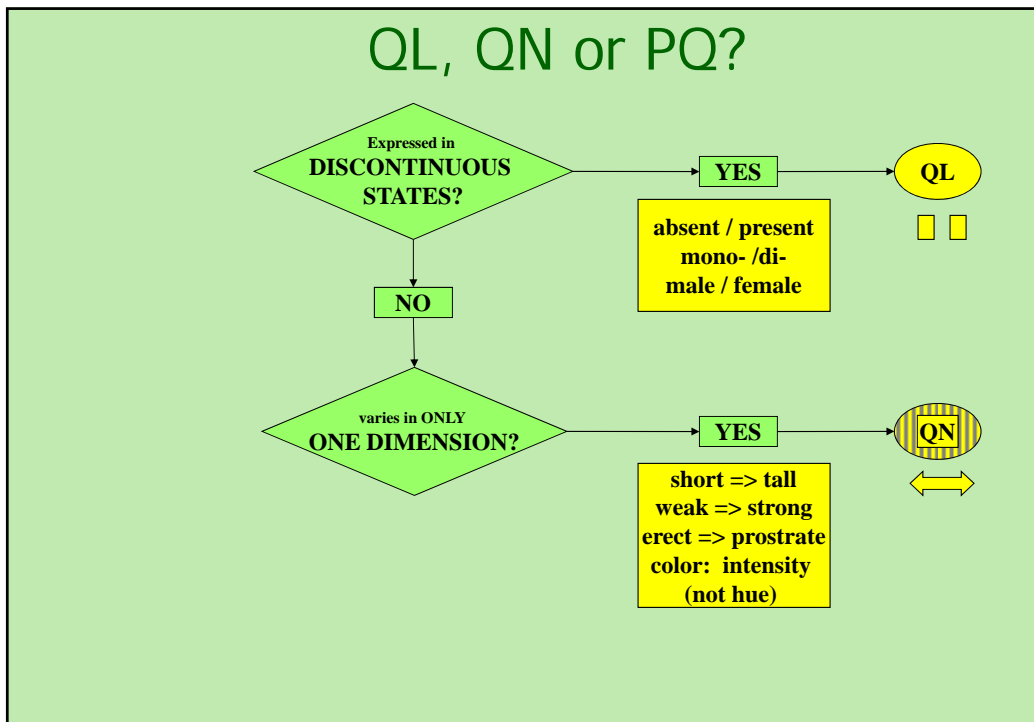 QL, QN or PQ?
Expressed in
DISCONTINUOUS
STATES?
YES
QL
absent / present
mono- /di-
male / female
NO
varies in ONLY
ONE DIMENSION?
YES
QN
short => tall
weak => strong
erect => prostrate
color:  intensity
(not hue)